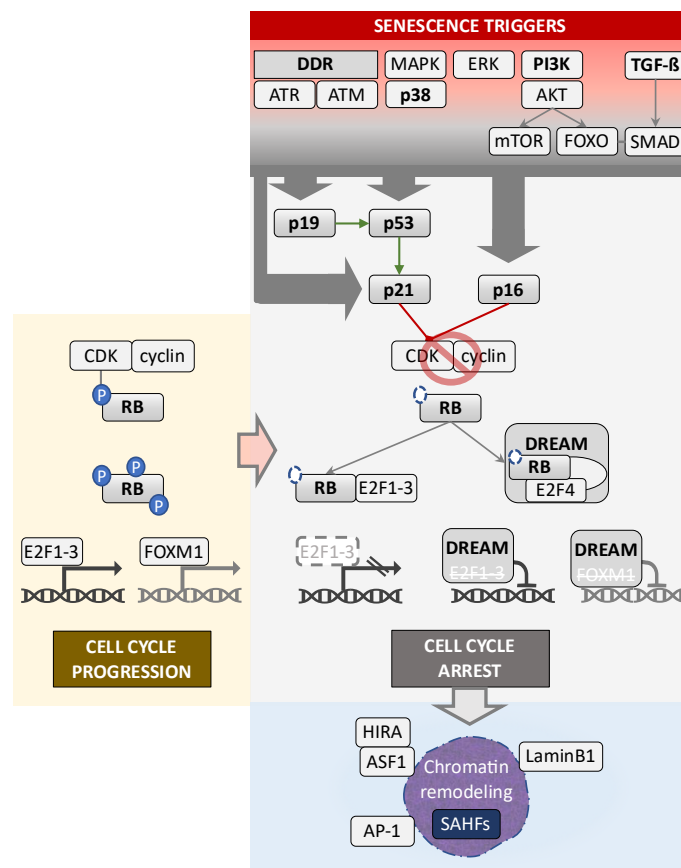 SENESCENCE TRIGGERS
DDR
MAPK
ERK
PI3K
TGF-ß
ATR
ATM
p38
AKT
mTOR
FOXO
SMAD
p19
p53
p21
p16
CDK
cyclin
CDK
cyclin
P
RB
RB
P
P
RB
P
RB
E2F1-3
DREAM
RB
E2F4
E2F1-3
FOXM1
E2F1-3
DREAM
E2F1-3
DREAM
FOXM1
CELL CYCLE
PROGRESSION
CELL CYCLE
ARREST
HIRA
ASF1
LaminB1
Chromatin
remodeling
SAHFs
AP-1